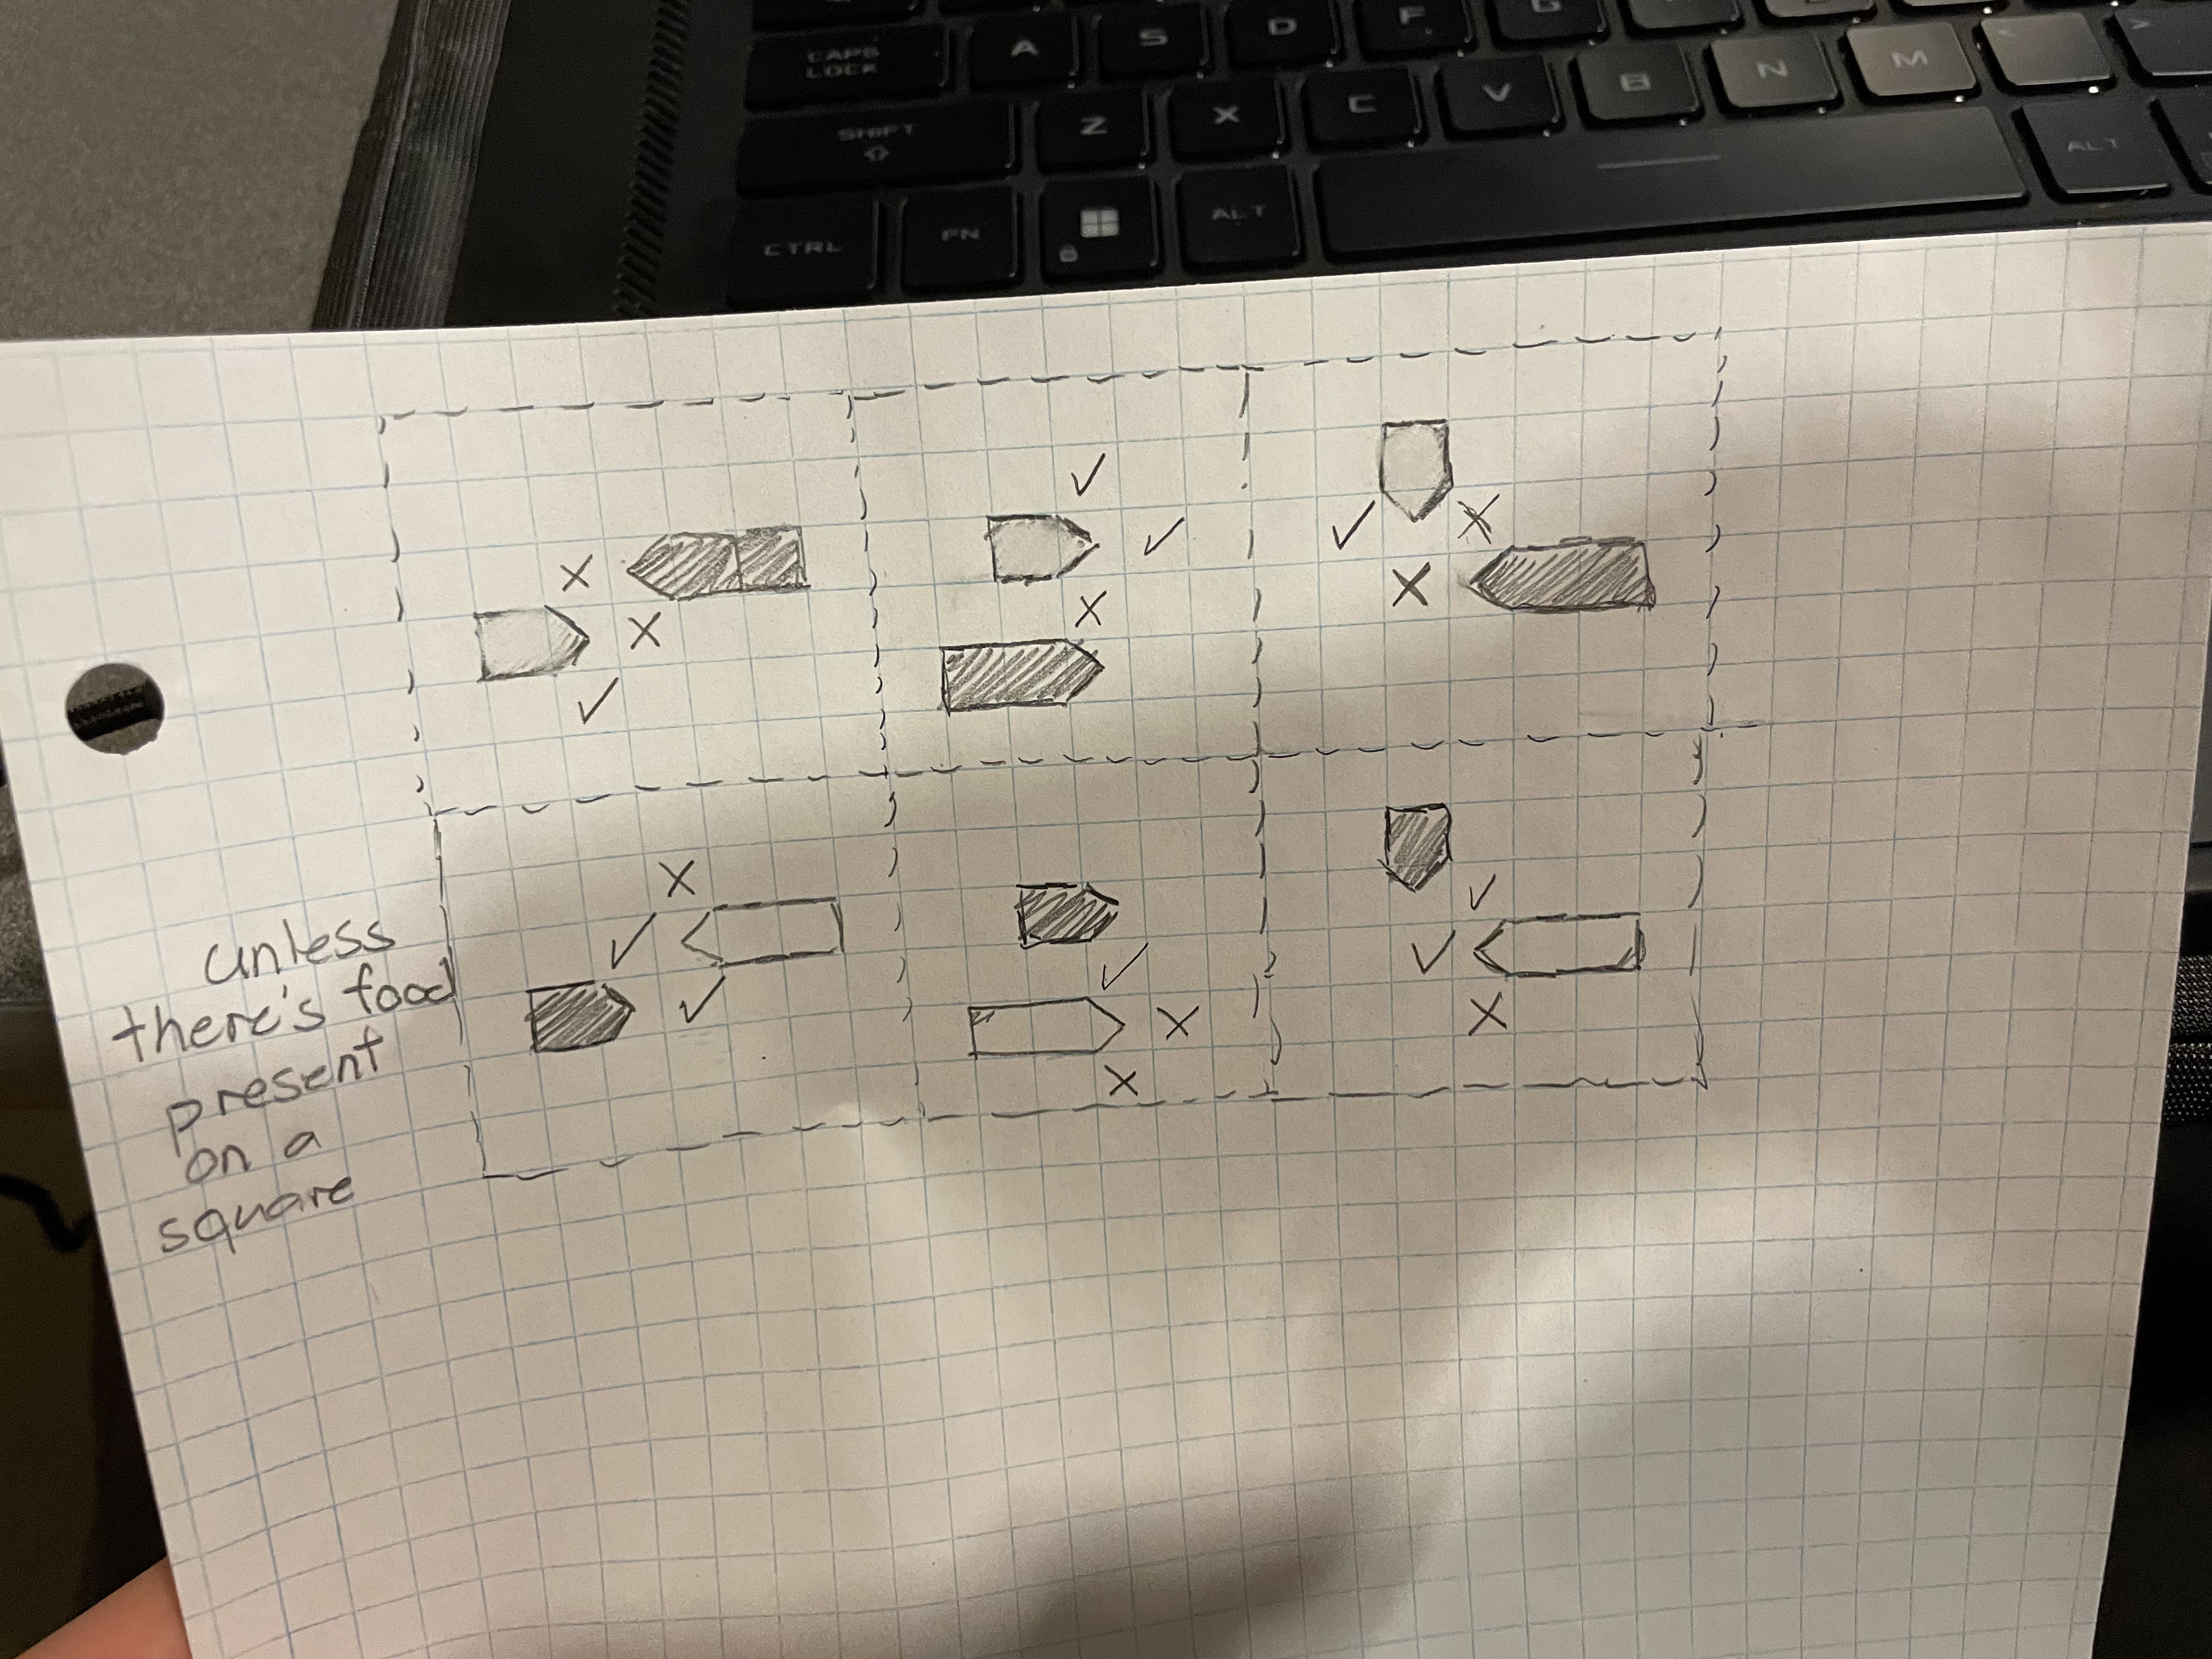 CAPS
LOCK
A
S
D
F
G
SHIFT
Z
X
C
V
B
N
M
<
>
CTRL
FN
ALT
ALT
unless
there's food
present
on a
square